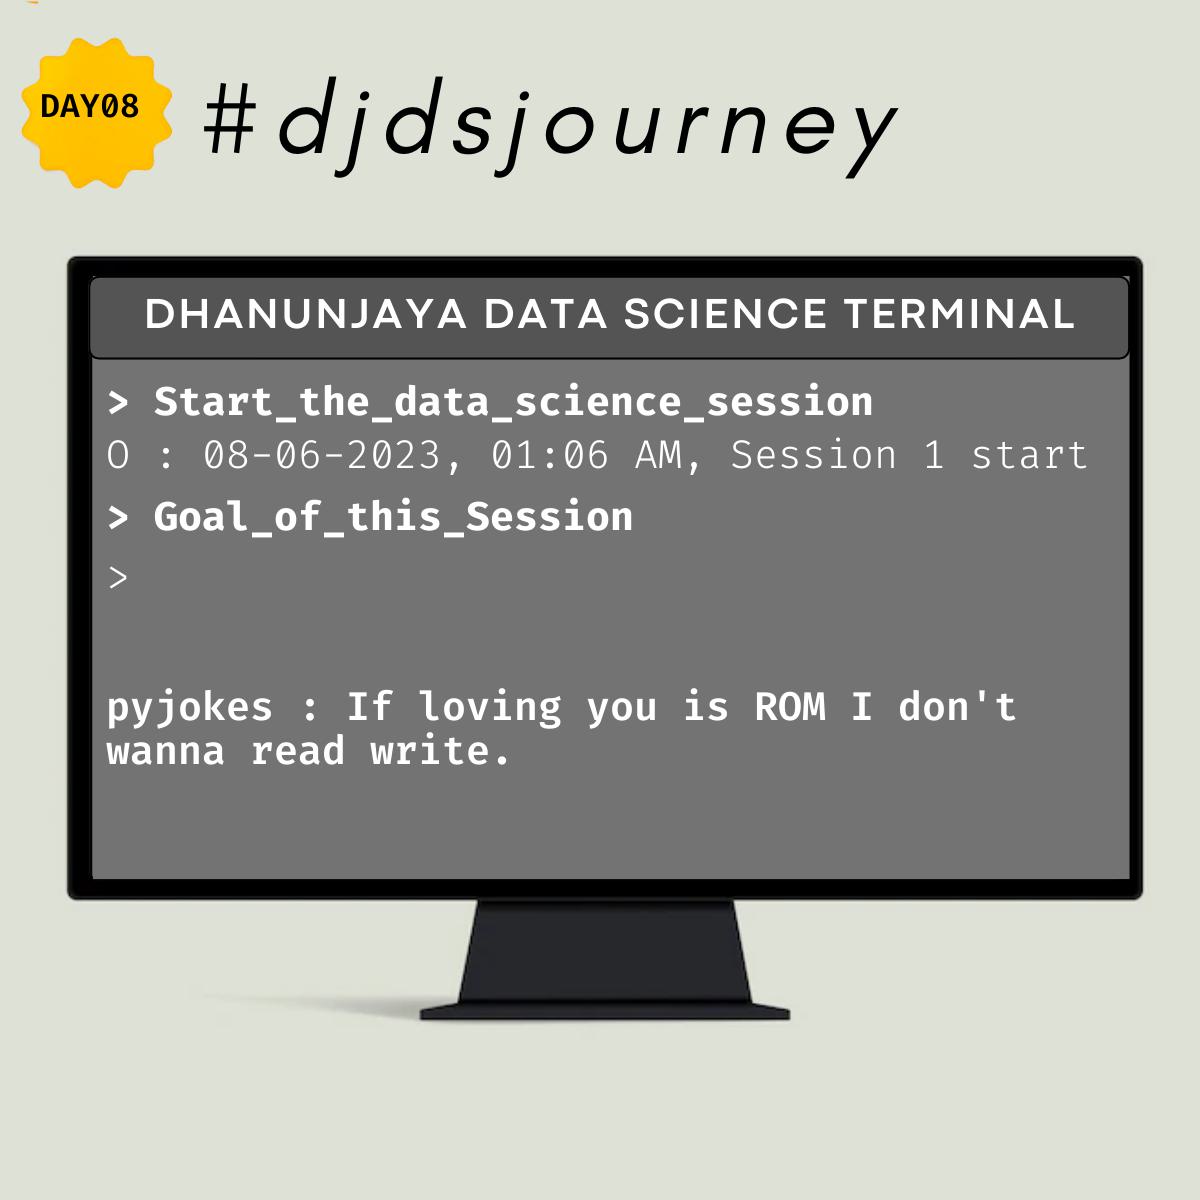 DAY08
#djdsjourney
DHANUNJAYA DATA SCIENCE TERMINAL
> Start_the_data_science_session
O : 08-06-2023, 01:06 AM, Session 1 start
> Goal_of_this_Session
>
pyjokes : If loving you is ROM I don't
wanna read write.